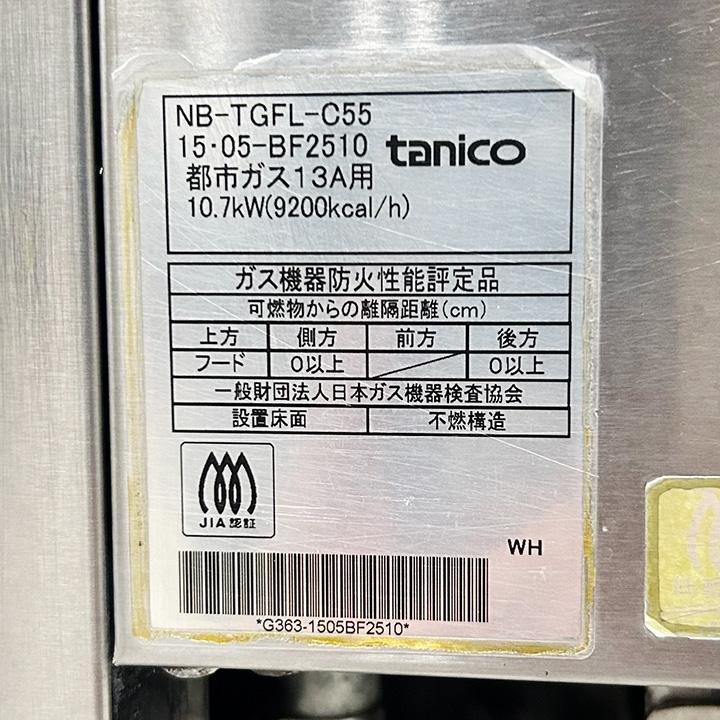 NB-TGFL-C55
15・05-BF2510 tanico
都市ガス13A用
10.7kW(9200kcal/h)
ガス機器防火性能評定品
可燃物からの離隔距離(cm)
上方 側方 前方 後方
フード 0以上 0以上
一般財団法人日本ガス機器検査協会
設置床面 不燃構造
JIA認証
WH
*G363-1505BF2510*